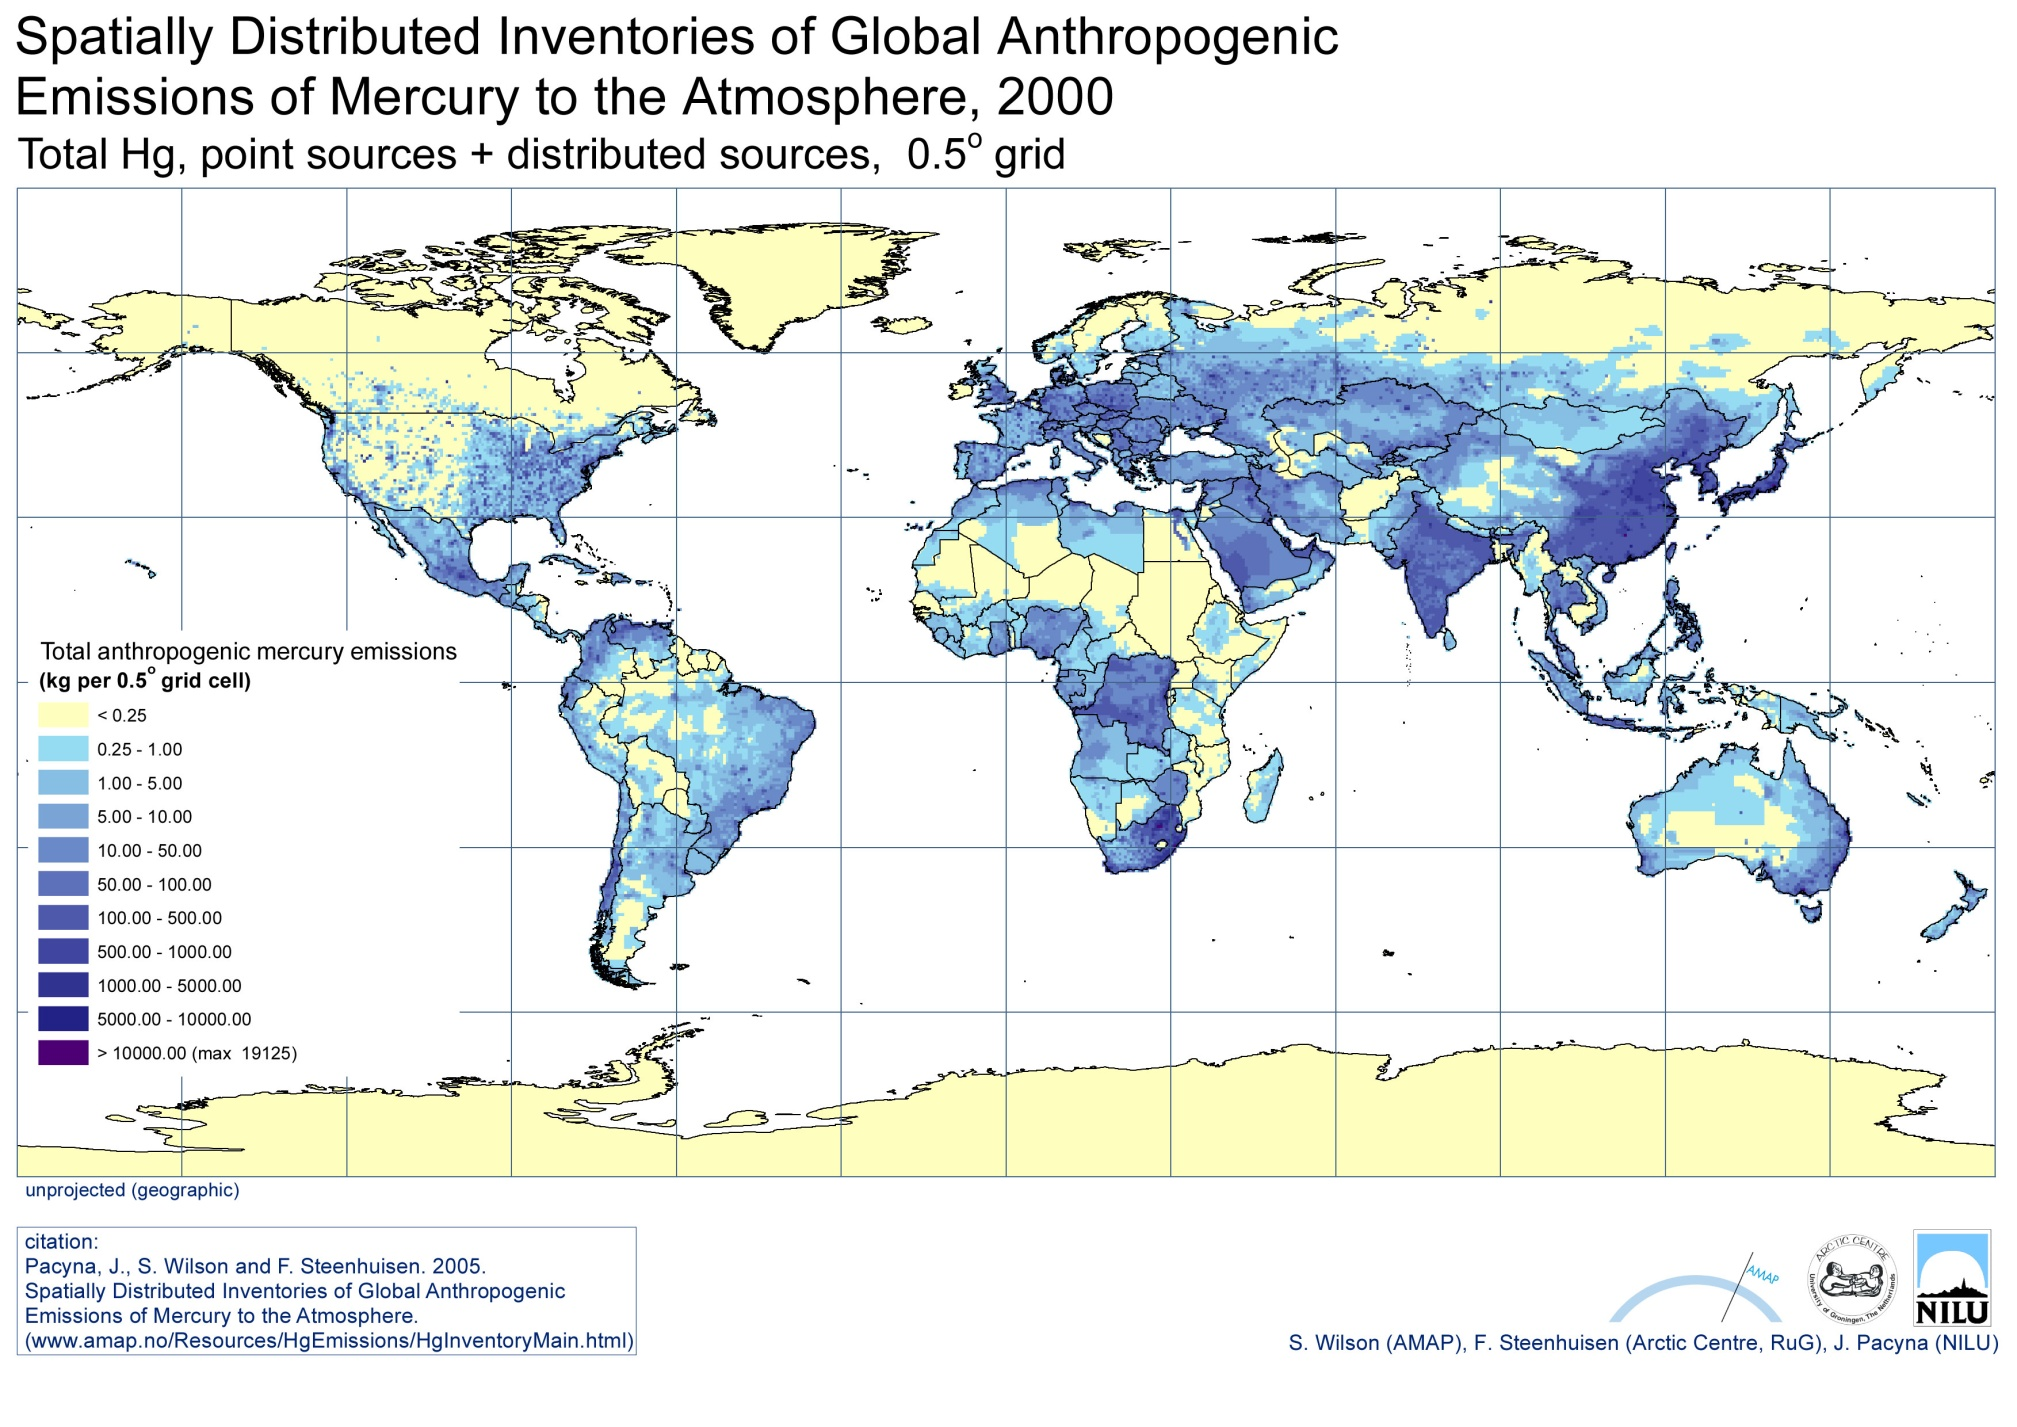 Spatially Distributed Inventories of Global Anthropogenic
Emissions of Mercury to the Atmosphere, 2000
Total Hg, point sources + distributed sources,  0.5° grid
Total anthropogenic mercury emissions
(kg per 0.5° grid cell)
< 0.25
0.25 - 1.00
1.00 - 5.00
5.00 - 10.00
10.00 - 50.00
50.00 - 100.00
100.00 - 500.00
500.00 - 1000.00
1000.00 - 5000.00
5000.00 - 10000.00
> 10000.00 (max  19125)
unprojected (geographic)
citation:
Pacyna, J., S. Wilson and F. Steenhuisen. 2005.
Spatially Distributed Inventories of Global Anthropogenic
Emissions of Mercury to the Atmosphere.
(www.amap.no/Resources/HgEmissions/HgInventoryMain.html)
AMAP
ARCTIC CENTRE
University of Groningen, The Netherlands
NILU
S. Wilson (AMAP), F. Steenhuisen (Arctic Centre, RuG), J. Pacyna (NILU)